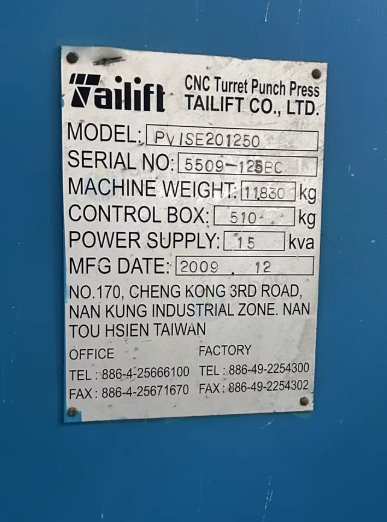 Tailift
CNC Turret Punch Press
TAILIFT CO., LTD.
MODEL: PVISE201250
SERIAL NO: 5509-125BC
MACHINE WEIGHT: 11830 kg
CONTROL BOX: 510 kg
POWER SUPPLY: 15 kva
MFG DATE: 2009 . 12
NO.170, CHENG KONG 3RD ROAD,
NAN KUNG INDUSTRIAL ZONE. NAN
TOU HSIEN TAIWAN
OFFICE FACTORY
TEL : 886-4-25666100 TEL : 886-49-2254300
FAX : 886-4-25671670 FAX : 886-49-2254302